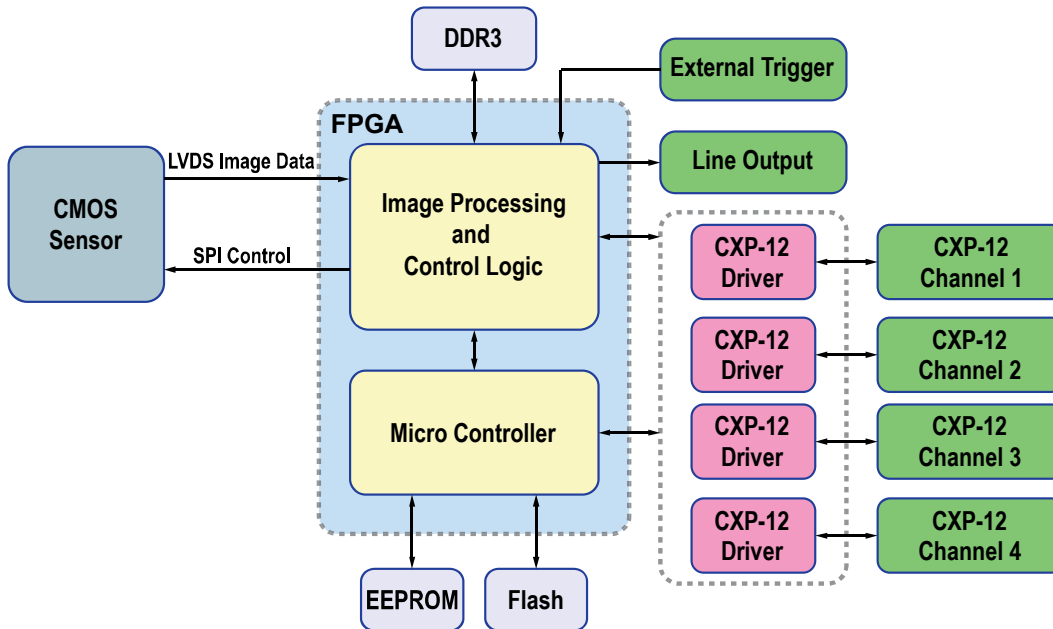 DDR3
External Trigger
FPGA
Line Output
LVDS Image Data
CMOS
Sensor
SPI Control
Image Processing
and
Control Logic
CXP-12
Driver
CXP-12
Channel 1
CXP-12
Driver
CXP-12
Channel 2
Micro Controller
CXP-12
Driver
CXP-12
Channel 3
CXP-12
Driver
CXP-12
Channel 4
EEPROM
Flash